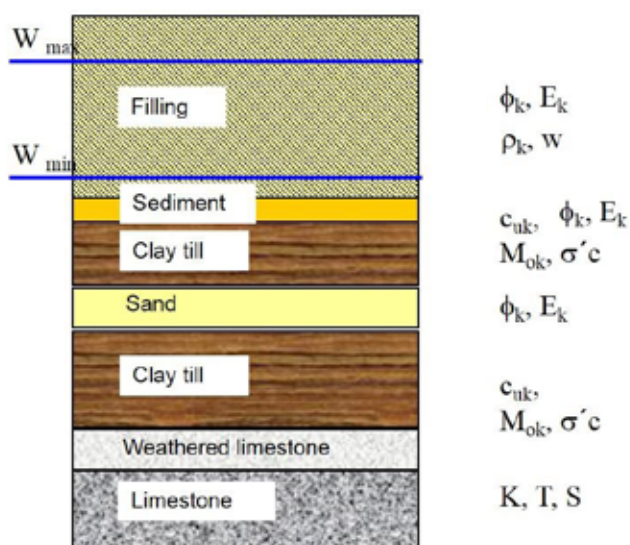 W max
Filling
ϕk, Ek
ρk, w
W min
Sediment
cuk, ϕk, Ek
Clay till
Mok, σ´c
Sand
ϕk, Ek
Clay till
cuk,
Mok, σ´c
Weathered limestone
Limestone
K, T, S